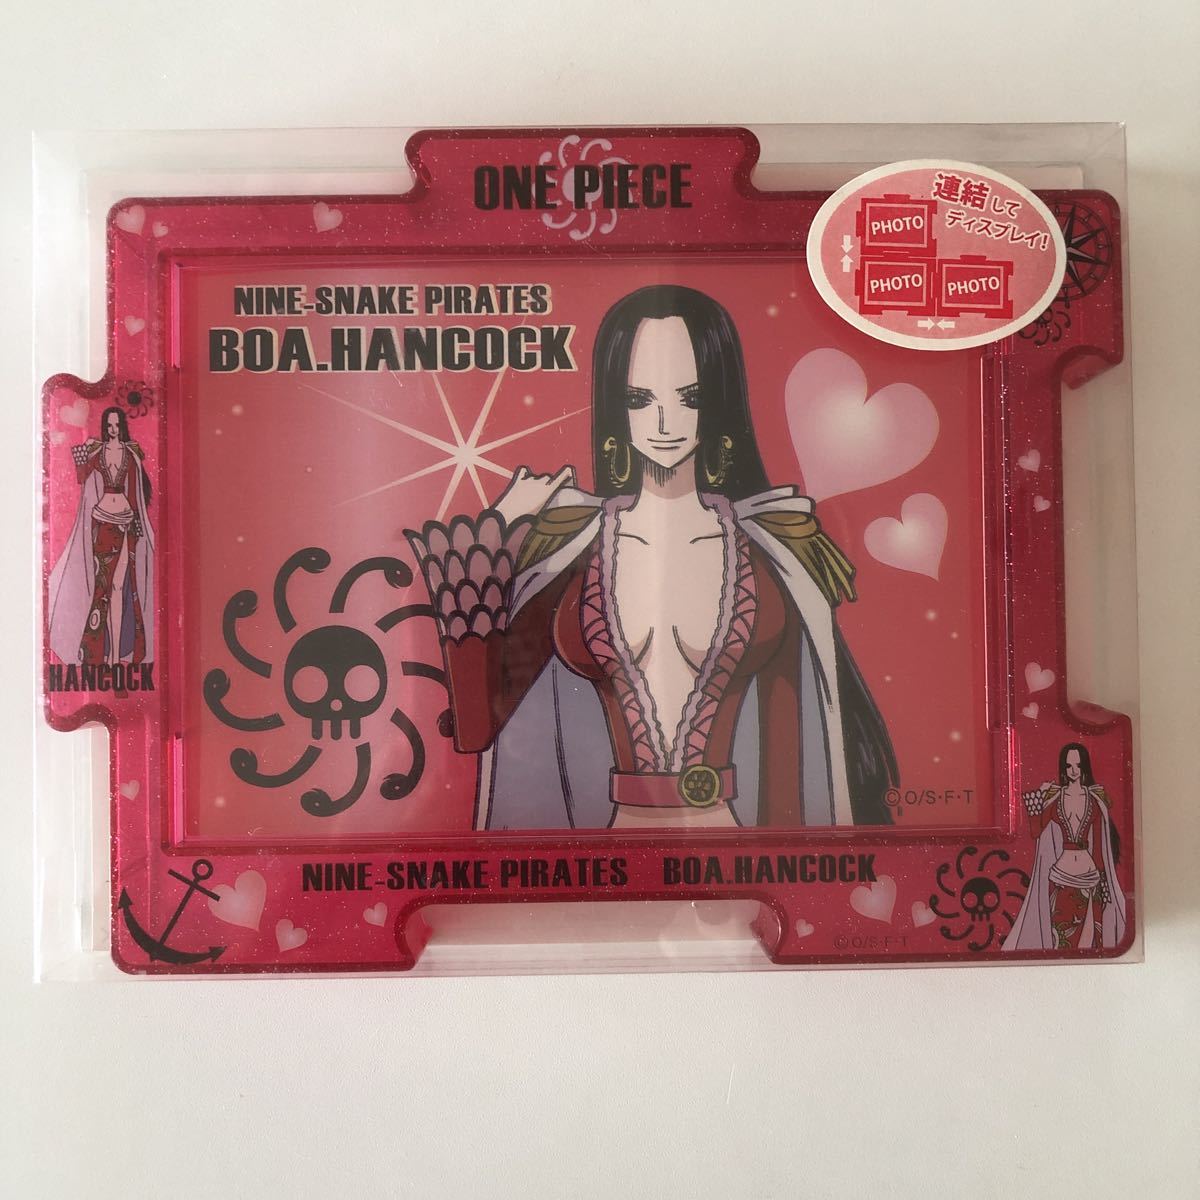 ONE PIECE
連結して
ディスプレイ!
PHOTO
PHOTO
PHOTO
NINE-SNAKE PIRATES
BOA.HANCOCK
HANCOCK
©O/S・F・T
NINE-SNAKE PIRATES BOA.HANCOCK
©O/S・F・T